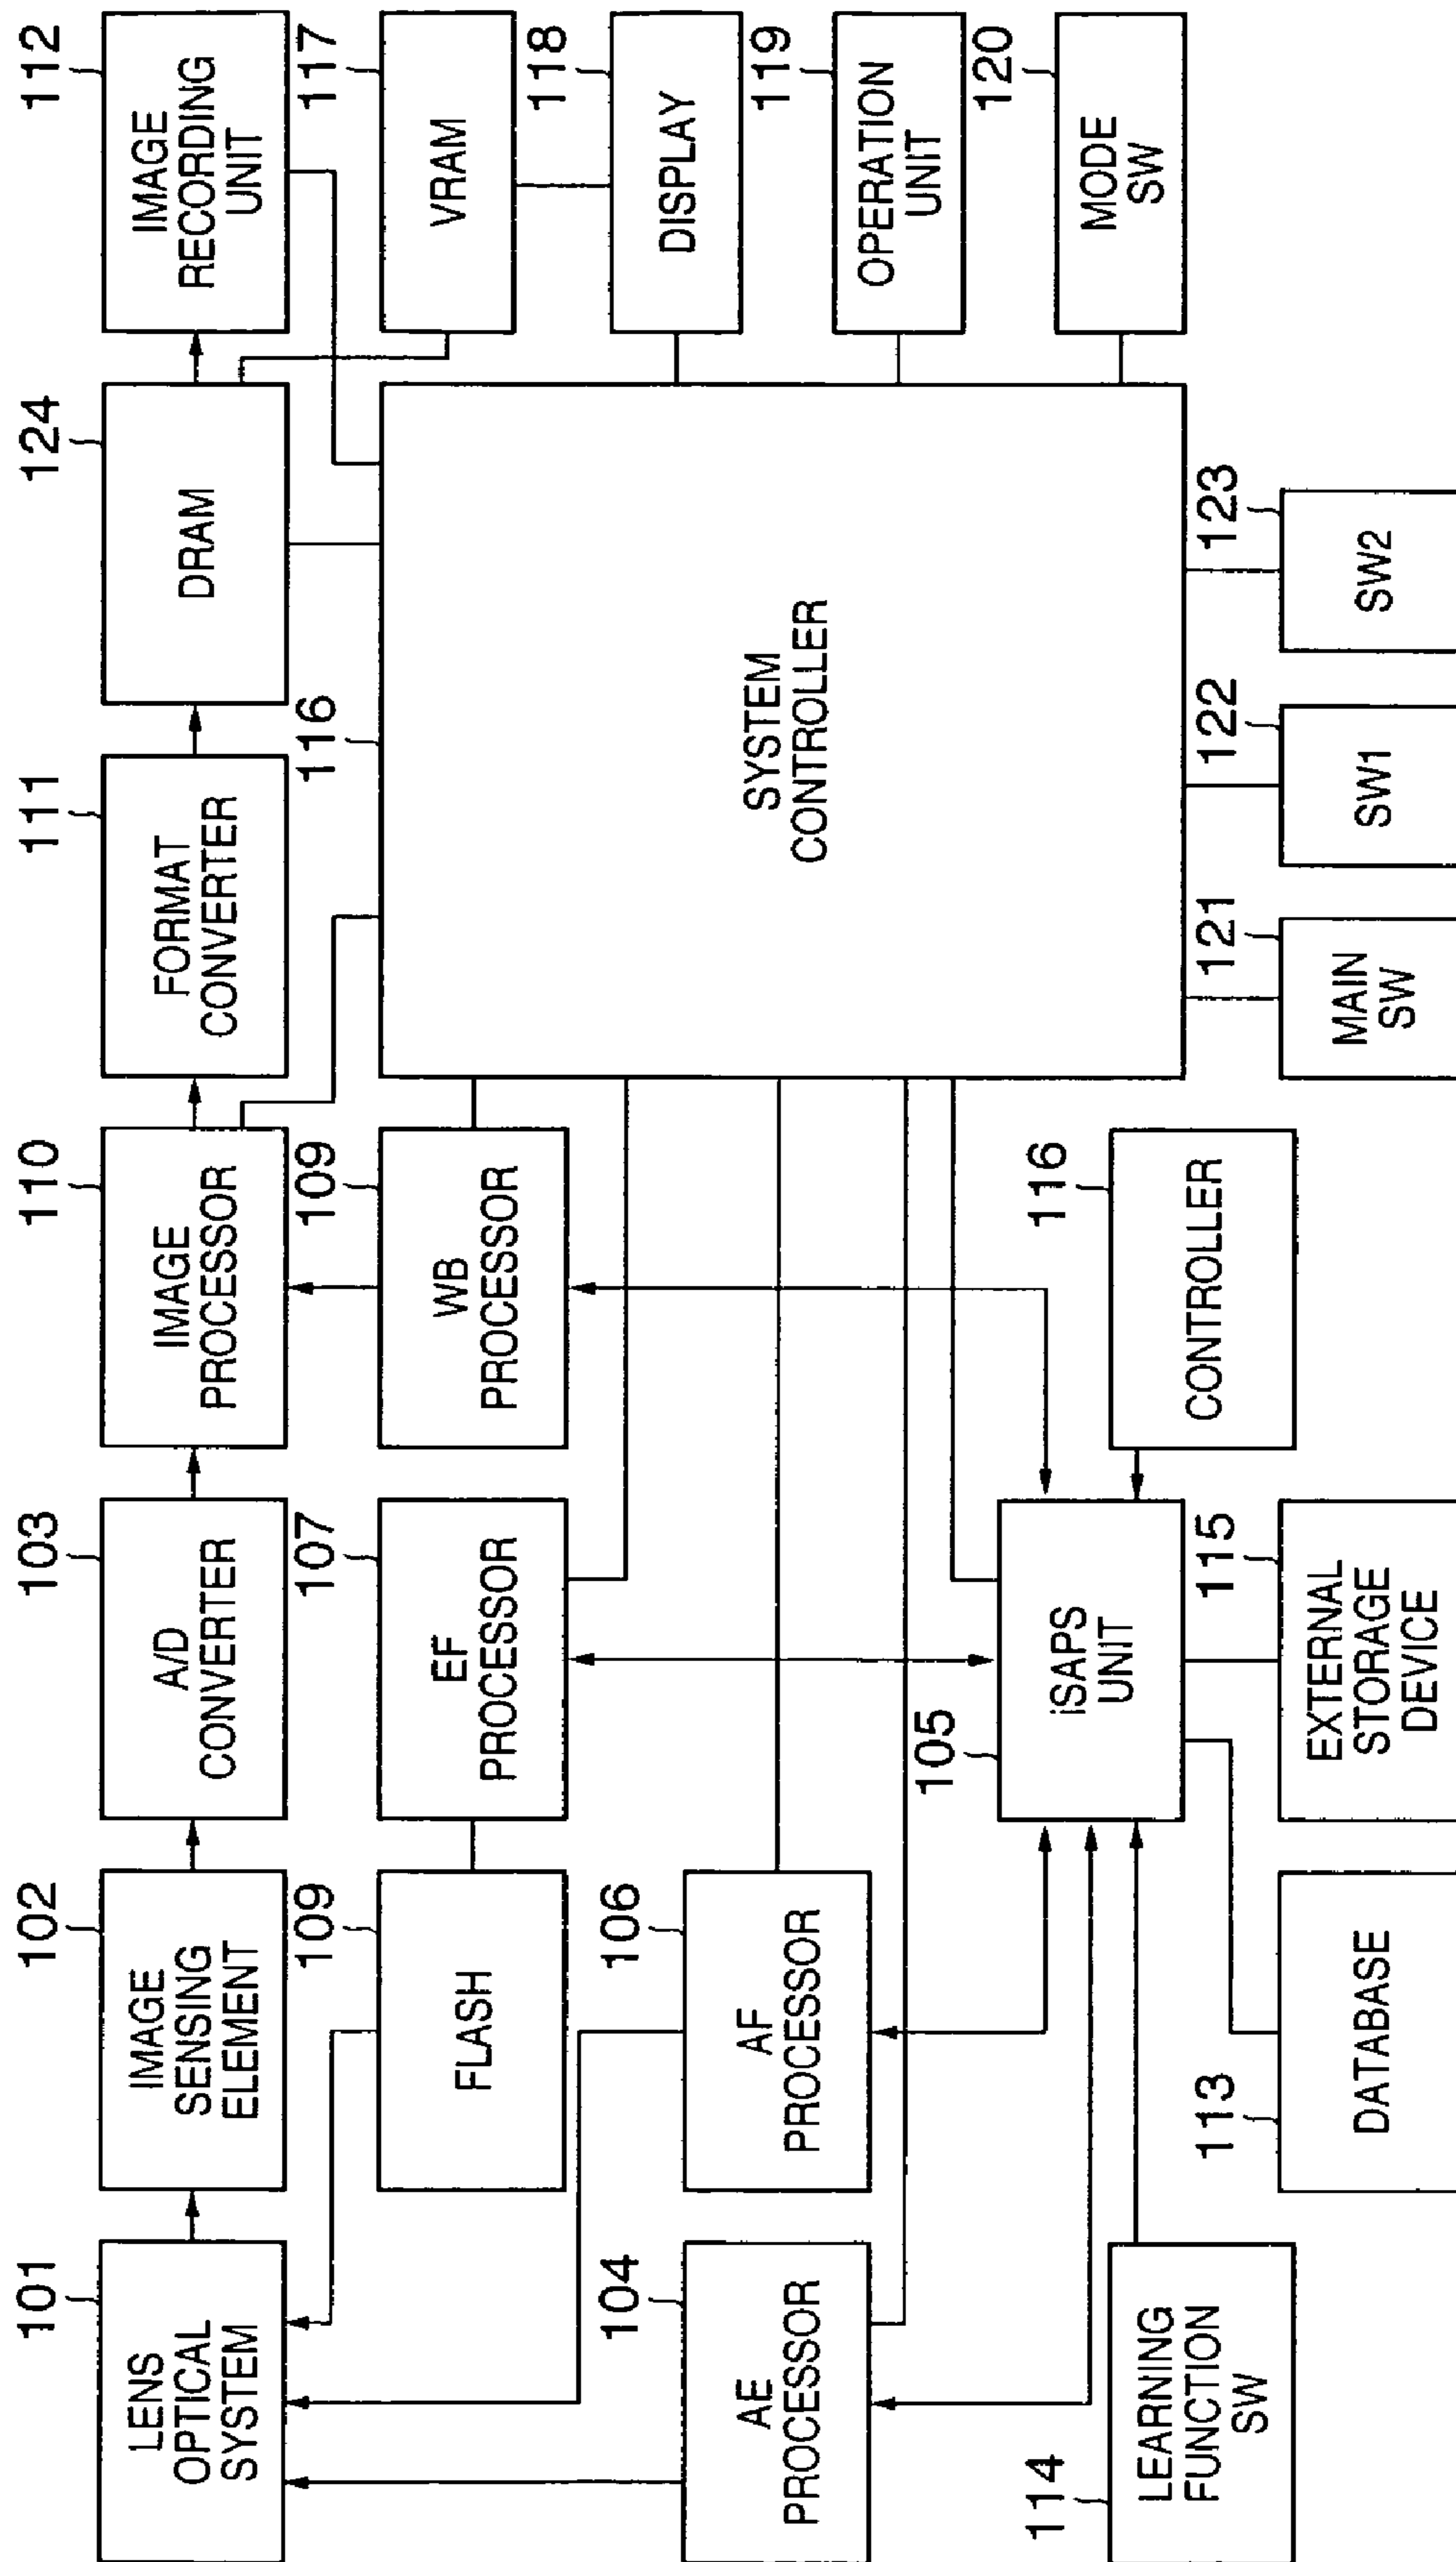 101
LENS
OPTICAL
SYSTEM
102
IMAGE
SENSING
ELEMENT
103
A/D
CONVERTER
110
IMAGE
PROCESSOR
111
FORMAT
CONVERTER
124
DRAM
112
IMAGE
RECORDING
UNIT
109
FLASH
107
EF
PROCESSOR
109
WB
PROCESSOR
116
SYSTEM
CONTROLLER
117
VRAM
118
DISPLAY
119
OPERATION
UNIT
120
MODE
SW
104
AE
PROCESSOR
106
AF
PROCESSOR
105
iSAPS
UNIT
116
CONTROLLER
114
LEARNING
FUNCTION
SW
113
DATABASE
115
EXTERNAL
STORAGE
DEVICE
121
MAIN
SW
122
SW1
123
SW2